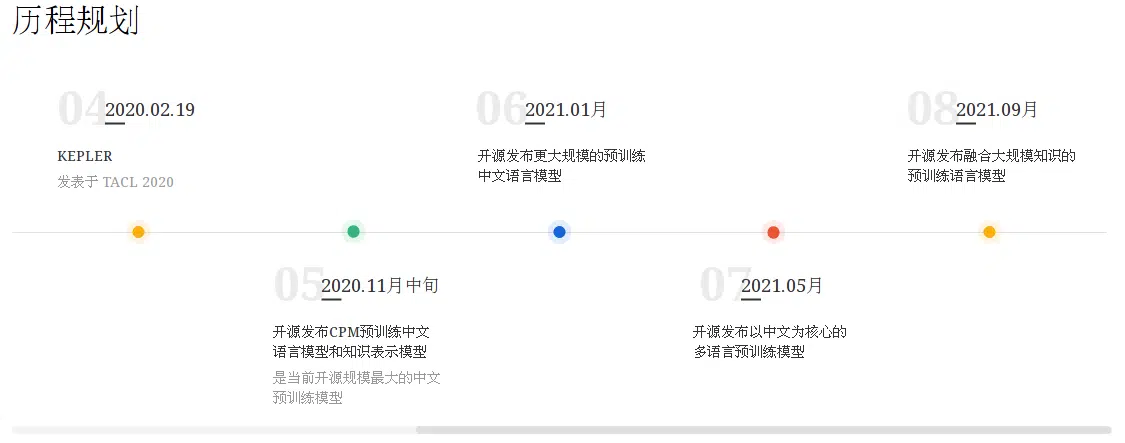 历程规划
04
2020.02.19
KEPLER
发表于 TACL 2020
05
2020.11月中旬
开源发布CPM预训练中文
语言模型和知识表示模型
是当前开源规模最大的中文
预训练模型
06
2021.01月
开源发布更大规模的预训练
中文语言模型
07
2021.05月
开源发布以中文为核心的
多语言预训练模型
08
2021.09月
开源发布融合大规模知识的
预训练语言模型